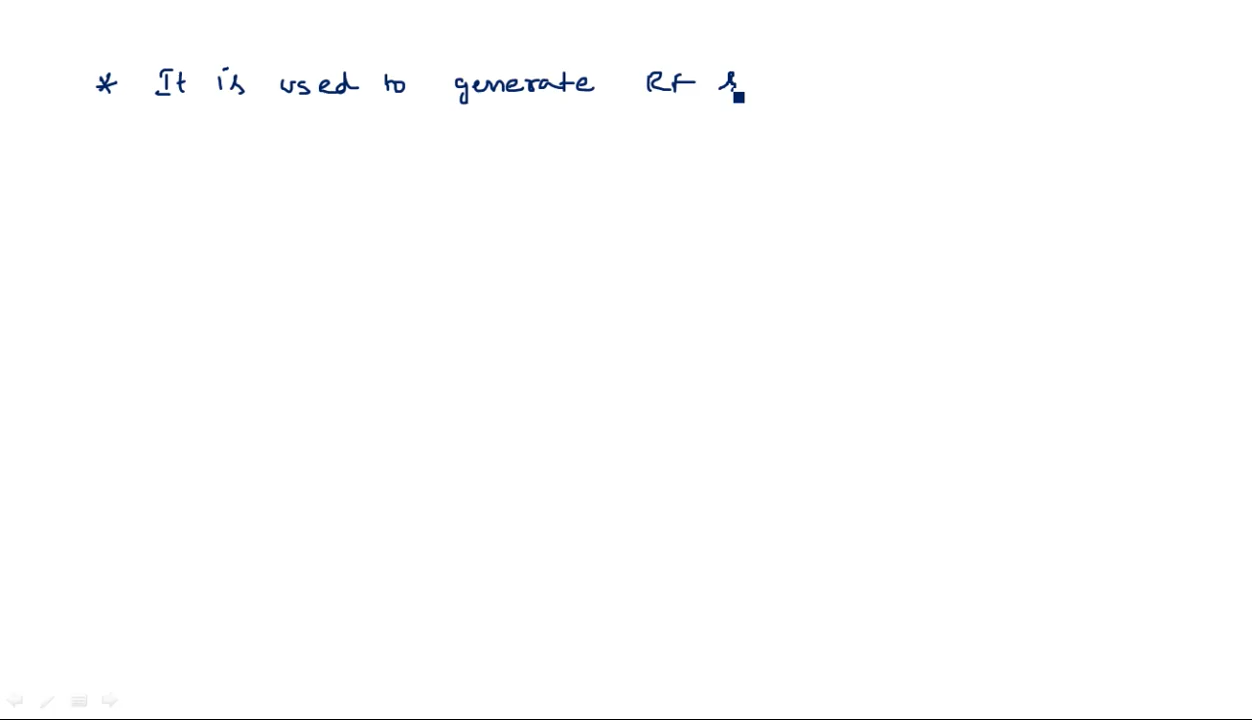 * It is used to generate RF s